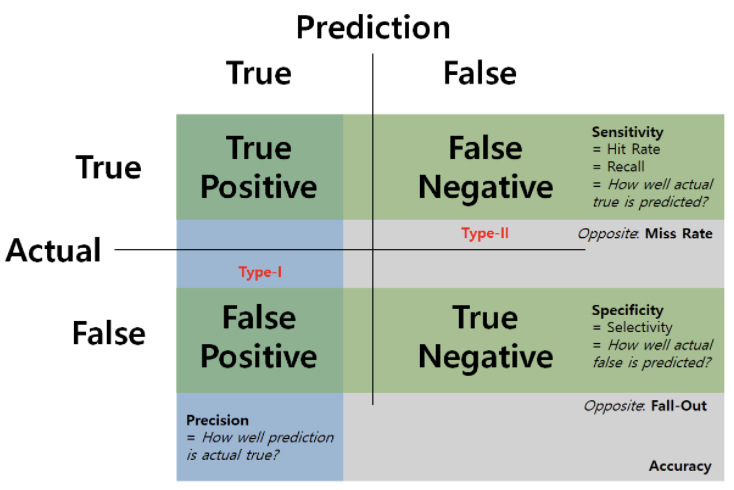 Prediction
True False
True
True
Positive
False
Negative
Sensitivity
= Hit Rate
= Recall
= How well actual
true is predicted?
Type-II
Opposite: Miss Rate
Actual
Type-I
False
False
Positive
True
Negative
Specificity
= Selectivity
= How well actual
false is predicted?
Opposite: Fall-Out
Precision
= How well prediction
is actual true?
Accuracy